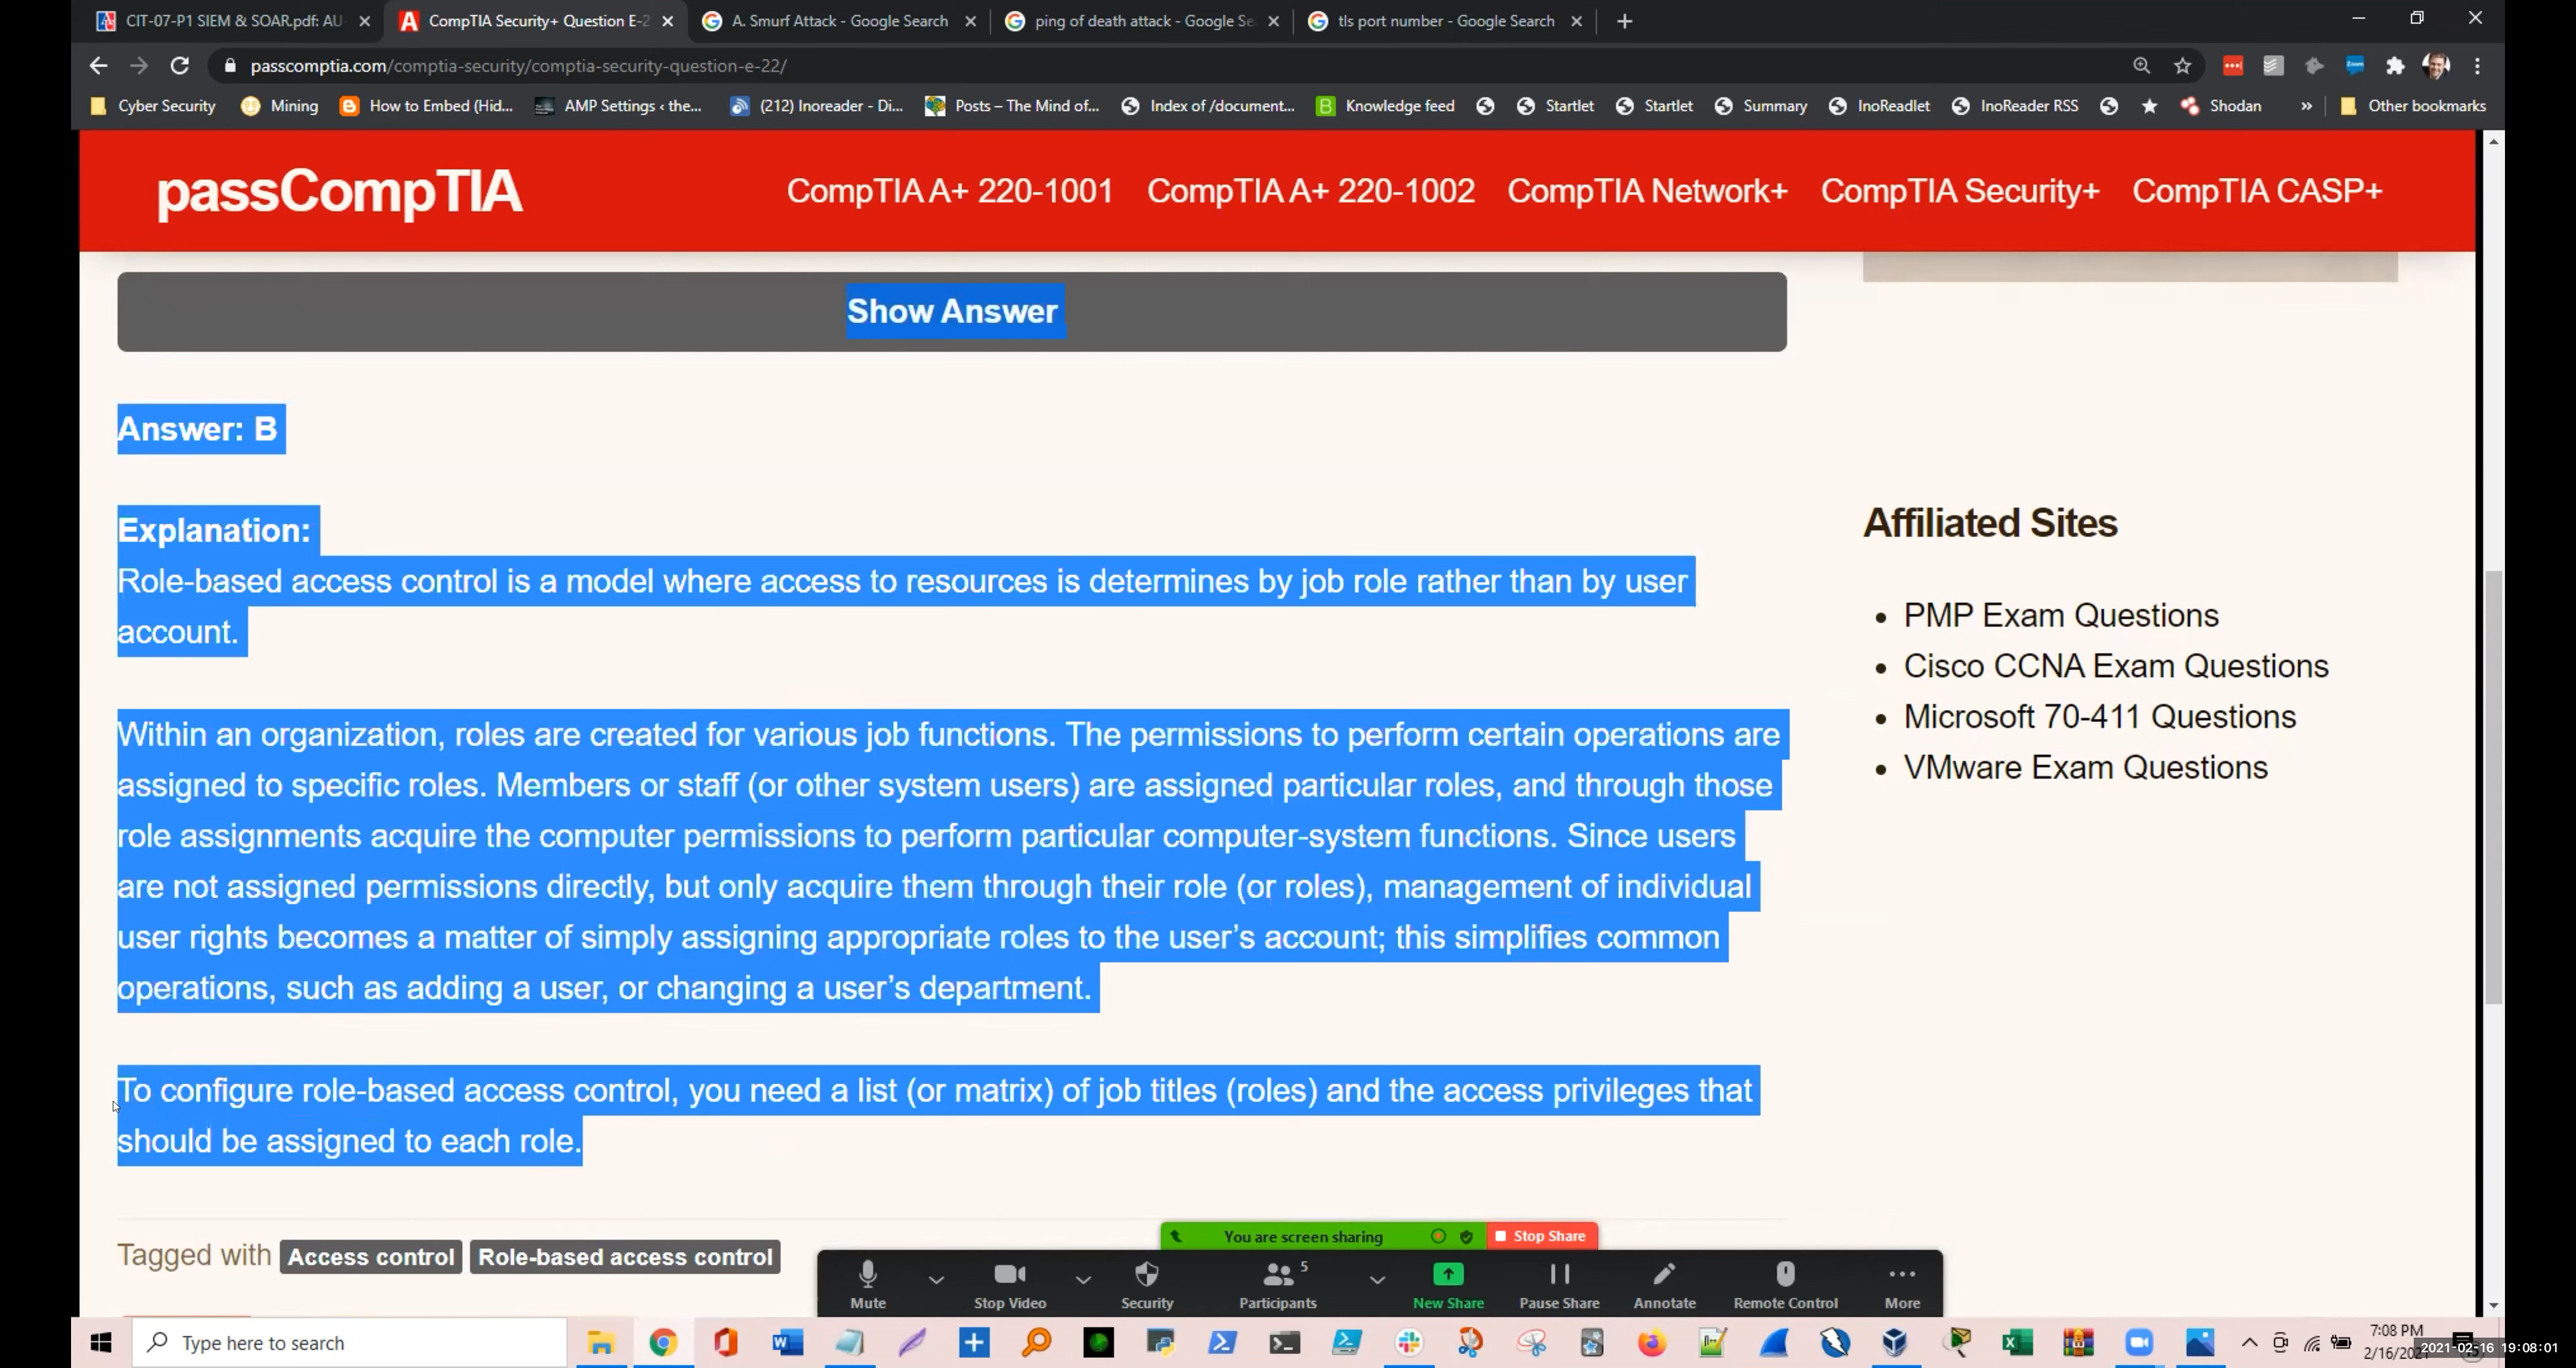 CIT-07-P1 SIEM & SOAR.pdf: AU-
CompTIA Security+ Question E-2
A. Smurf Attack - Google Search
ping of death attack - Google Se
tls port number - Google Search
passcomptia.com/comptia-security/comptia-security-question-e-22/
Cyber Security
Mining
How to Embed (Hid...
AMP Settings ‹ the...
(212) Inoreader - Di...
Posts – The Mind of...
Index of /document...
Knowledge feed
Startlet
Startlet
Summary
InoReadlet
InoReader RSS
Shodan
»
Other bookmarks
passCompTIA
CompTIA A+ 220-1001
CompTIA A+ 220-1002
CompTIA Network+
CompTIA Security+
CompTIA CASP+
Show Answer
Answer: B
Explanation:
Role-based access control is a model where access to resources is determines by job role rather than by user
account.
Within an organization, roles are created for various job functions. The permissions to perform certain operations are
assigned to specific roles. Members or staff (or other system users) are assigned particular roles, and through those
role assignments acquire the computer permissions to perform particular computer-system functions. Since users
are not assigned permissions directly, but only acquire them through their role (or roles), management of individual
user rights becomes a matter of simply assigning appropriate roles to the user's account; this simplifies common
operations, such as adding a user, or changing a user's department.
To configure role-based access control, you need a list (or matrix) of job titles (roles) and the access privileges that
should be assigned to each role.
Tagged with Access control Role-based access control
Affiliated Sites
• PMP Exam Questions
• Cisco CCNA Exam Questions
• Microsoft 70-411 Questions
• VMware Exam Questions
You are screen sharing
Stop Share
Mute
Stop Video
Security
5
Participants
New Share
Pause Share
Annotate
Remote Control
More
Type here to search
7:08 PM
2/16/202
2021-02-16 19:08:01